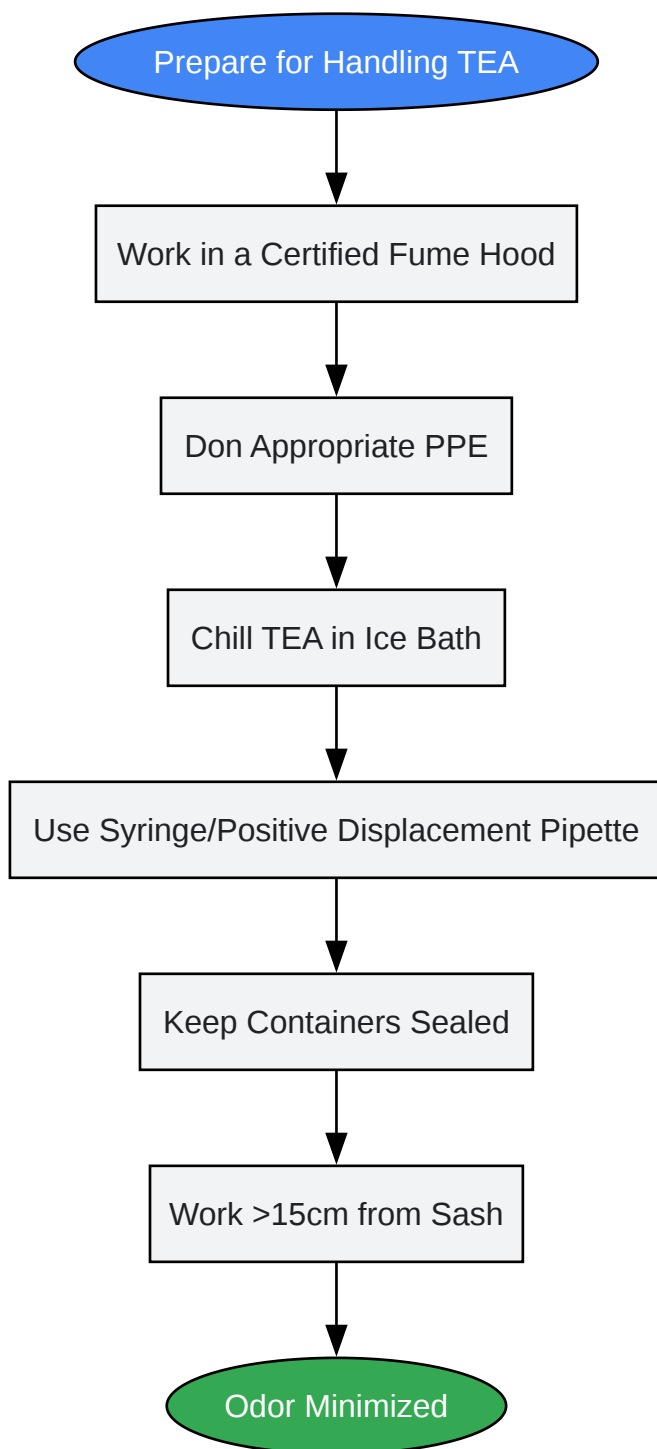 Prepare for Handling TEA
Work in a Certified Fume Hood
Don Appropriate PPE
Chill TEA in Ice Bath
Use Syringe/Positive Displacement Pipette
Keep Containers Sealed
Work >15cm from Sash
Odor Minimized